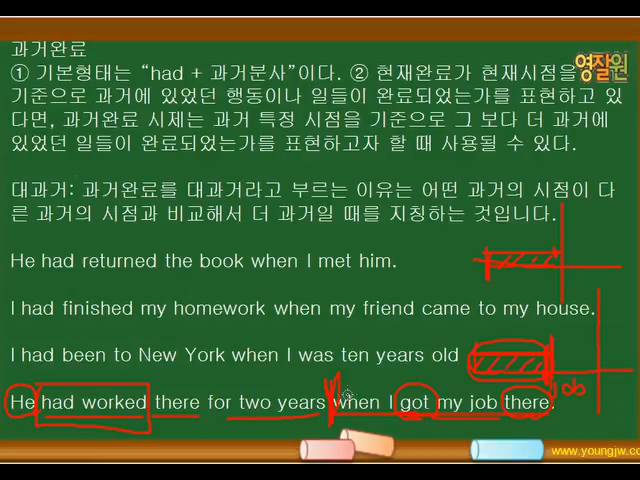 과거완료
영잘원
① 기본형태는 “had + 과거분사”이다. ② 현재완료가 현재시점을
기준으로 과거에 있었던 행동이나 일들이 완료되었는가를 표현하고 있
다면, 과거완료 시제는 과거 특정 시점을 기준으로 그 보다 더 과거에
있었던 일들이 완료되었는가를 표현하고자 할 때 사용될 수 있다.
대과거: 과거완료를 대과거라고 부르는 이유는 어떤 과거의 시점이 다
른 과거의 시점과 비교해서 더 과거일 때를 지칭하는 것입니다.
He had returned the book when I met him.
I had finished my homework when my friend came to my house.
I had been to New York when I was ten years old
job
He had worked there for two years when I got my job there.
www.youngjw.co